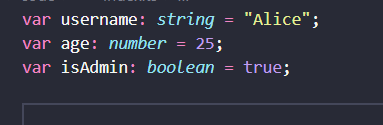 var username: string = "Alice";
var age: number = 25;
var isAdmin: boolean = true;